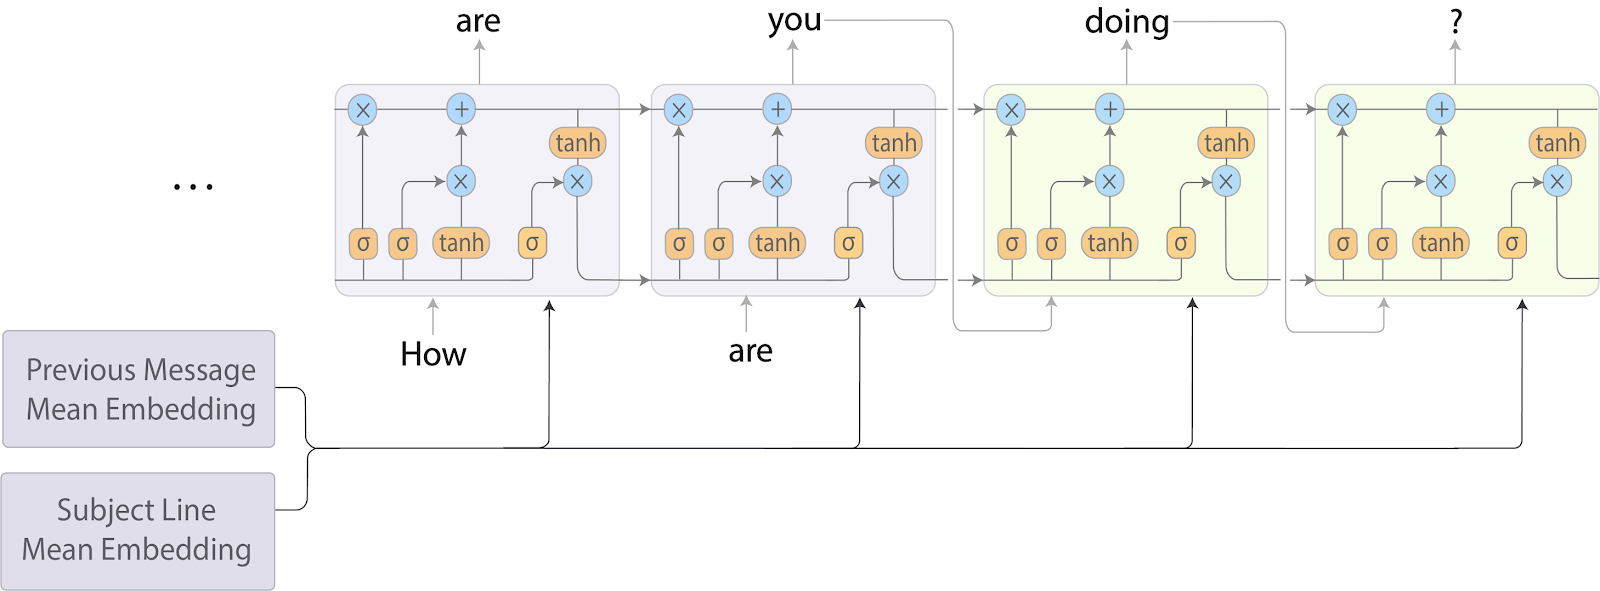 are you doing ?
...
× + × + × + × +
tanh tanh tanh tanh
× × × × × × × ×
σ σ tanh σ σ σ tanh σ σ σ tanh σ σ σ tanh σ
How are
Previous Message
Mean Embedding
Subject Line
Mean Embedding